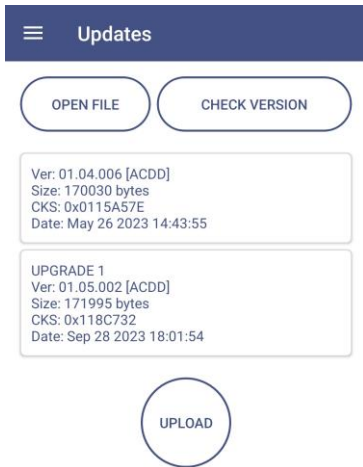 Updates
OPEN FILE
CHECK VERSION
Ver: 01.04.006 [ACDD]
Size: 170030 bytes
CKS: 0x0115A57E
Date: May 26 2023 14:43:55
UPGRADE 1
Ver: 01.05.002 [ACDD]
Size: 171995 bytes
CKS: 0x118C732
Date: Sep 28 2023 18:01:54
UPLOAD